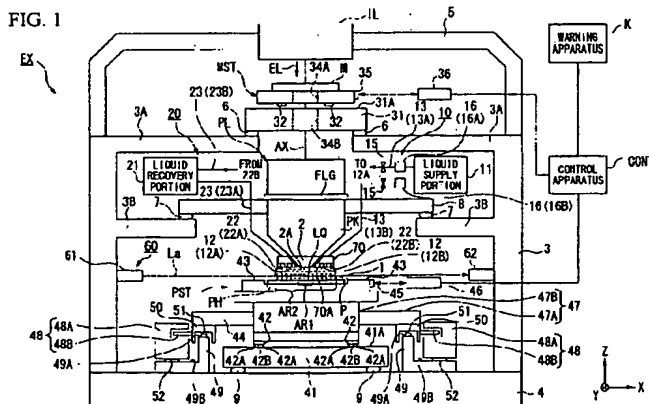 FIG. 1
EX
IL
5
K
WARNING APPARATUS
EL
34A
M
MST
35
36
31A
13 (13A)
10
16 (16A)
3A
23 (23B)
6
32
32
31
6
3A
20
PL
34B
15
CONT
21
AX
LIQUID RECOVERY PORTION
FROM 22B
TO 12A
LIQUID SUPPLY PORTION
11
CONTROL APPARATUS
FLG
3B
7
23 (23A)
15
8
3B
16 (16B)
PK
13 (13B)
22 (22A)
2A
2
LQ
22 (22B)
3
61
60
12 (12A)
70
12 (12B)
62
La
43
1
43
PST
PH
AR2
70A
P
45
46
AR1
47B
47
47A
50
51
44
42
42
51
50
48A
48
48B
41A
48A
48
48B
49A
42A
42B
42A
42A
42B
42A
52
49B
49
9
41
9
49A
49
49B
52
4
Z
Y
X